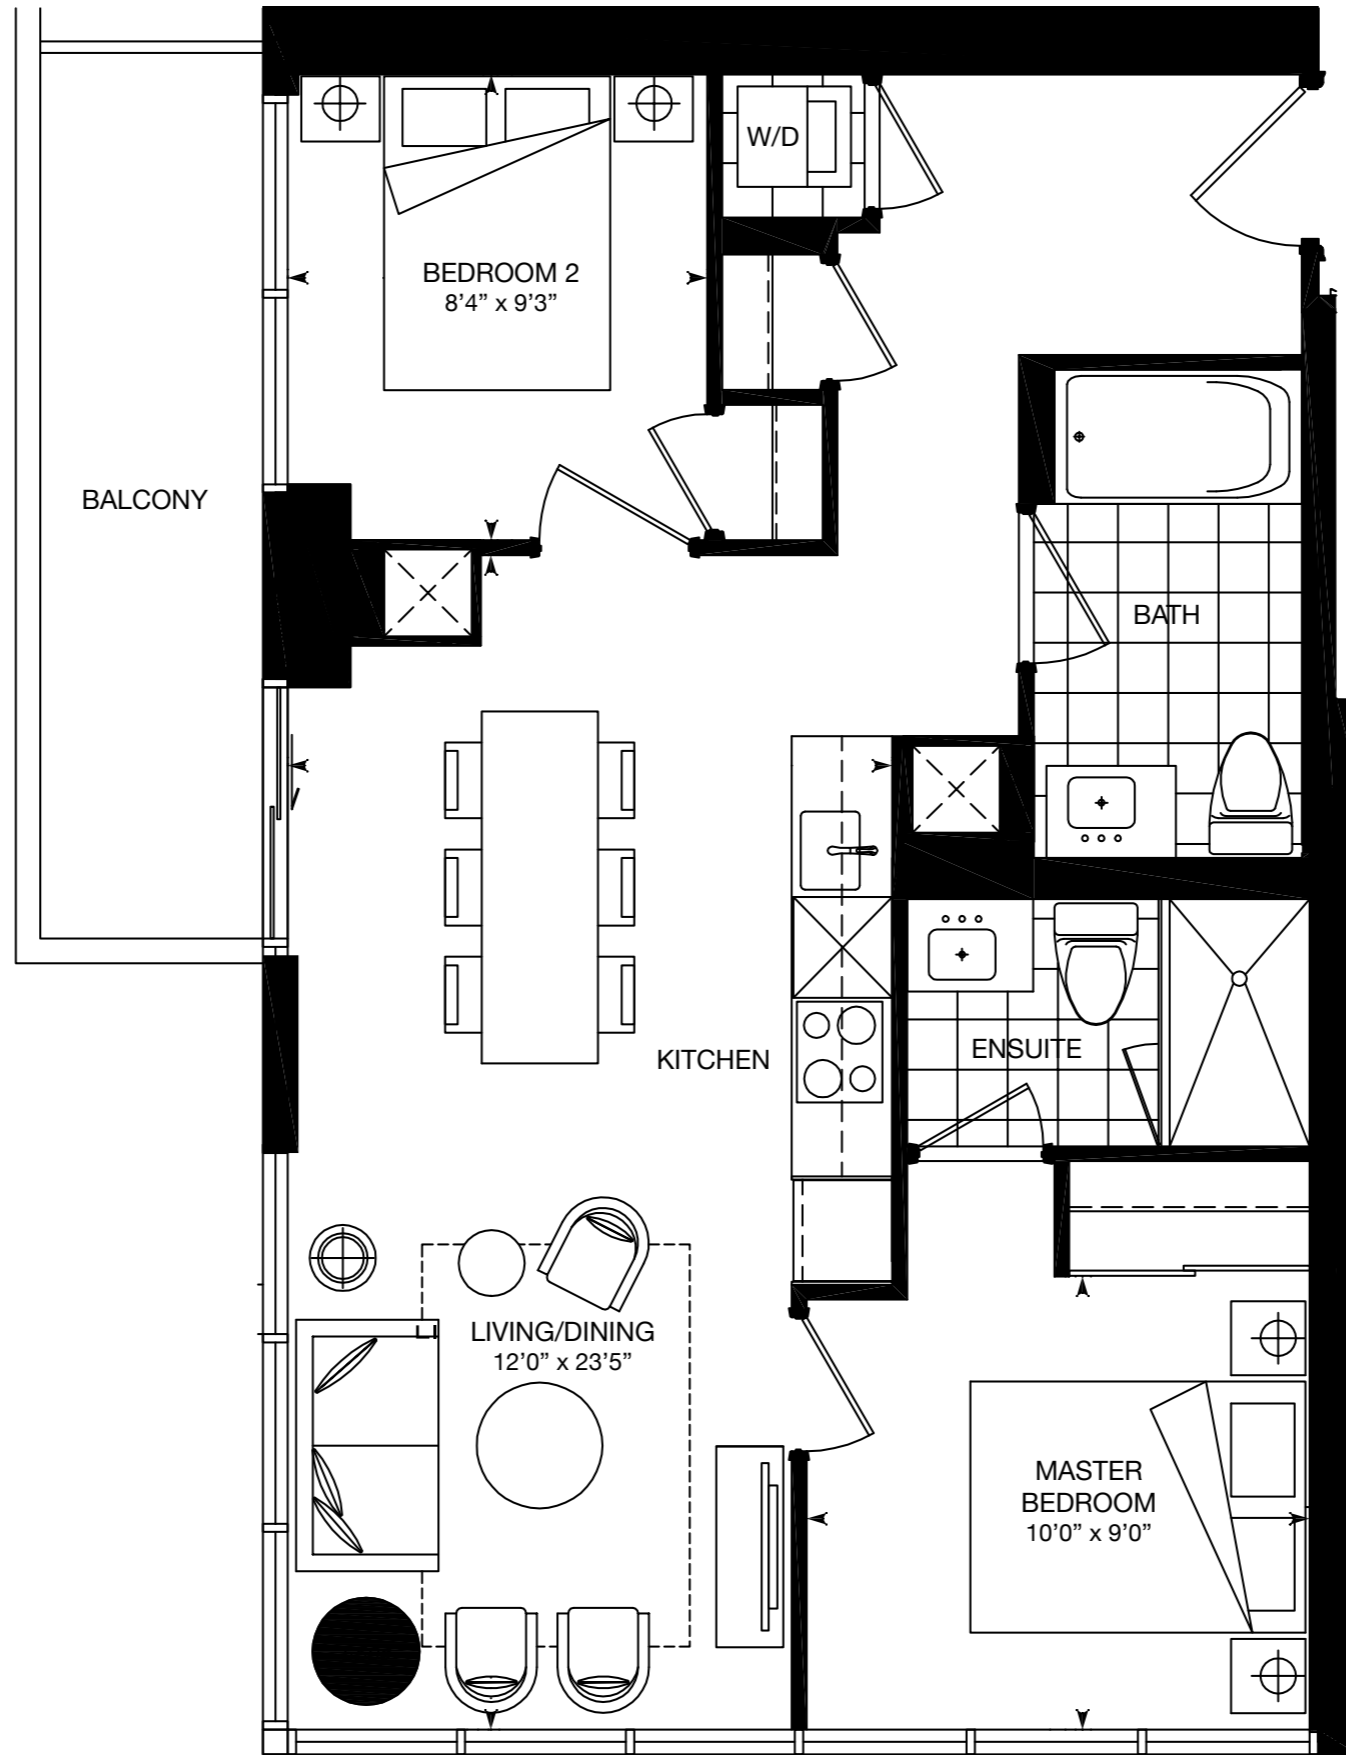 W/D
BEDROOM 2
8’4” x 9’3”
BALCONY
BATH
KITCHEN
ENSUITE
LIVING/DINING
12’0” x 23’5”
MASTER
BEDROOM
10’0” x 9’0”